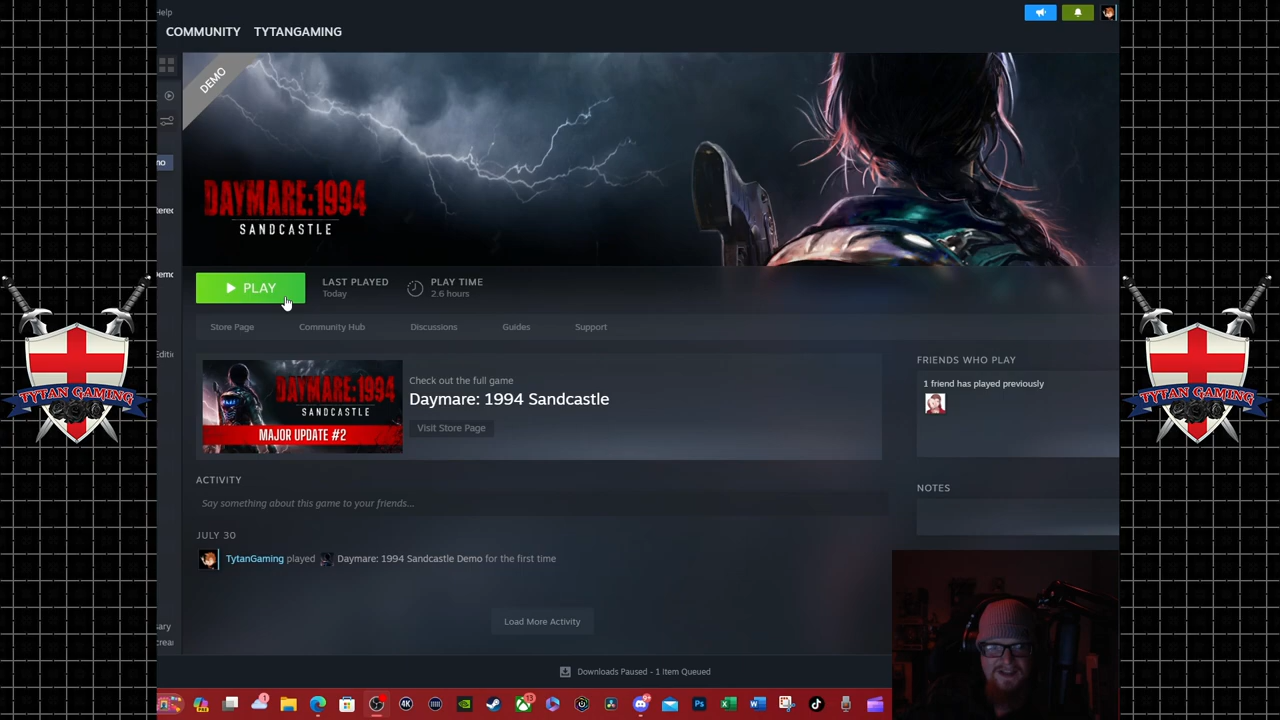 Help
COMMUNITY TYTANGAMING
DEMO
DAYMARE:1994
SANDCASTLE
PLAY
LAST PLAYED
Today
PLAY TIME
2.6 hours
Store Page Community Hub Discussions Guides Support
DAYMARE:1994
SANDCASTLE
MAJOR UPDATE #2
Check out the full game
Daymare: 1994 Sandcastle
Visit Store Page
FRIENDS WHO PLAY
1 friend has played previously
ACTIVITY
Say something about this game to your friends...
NOTES
JULY 30
TytanGaming played Daymare: 1994 Sandcastle Demo for the first time
Load More Activity
Downloads Paused - 1 Item Queued
TYTAN GAMING
TYTAN GAMING